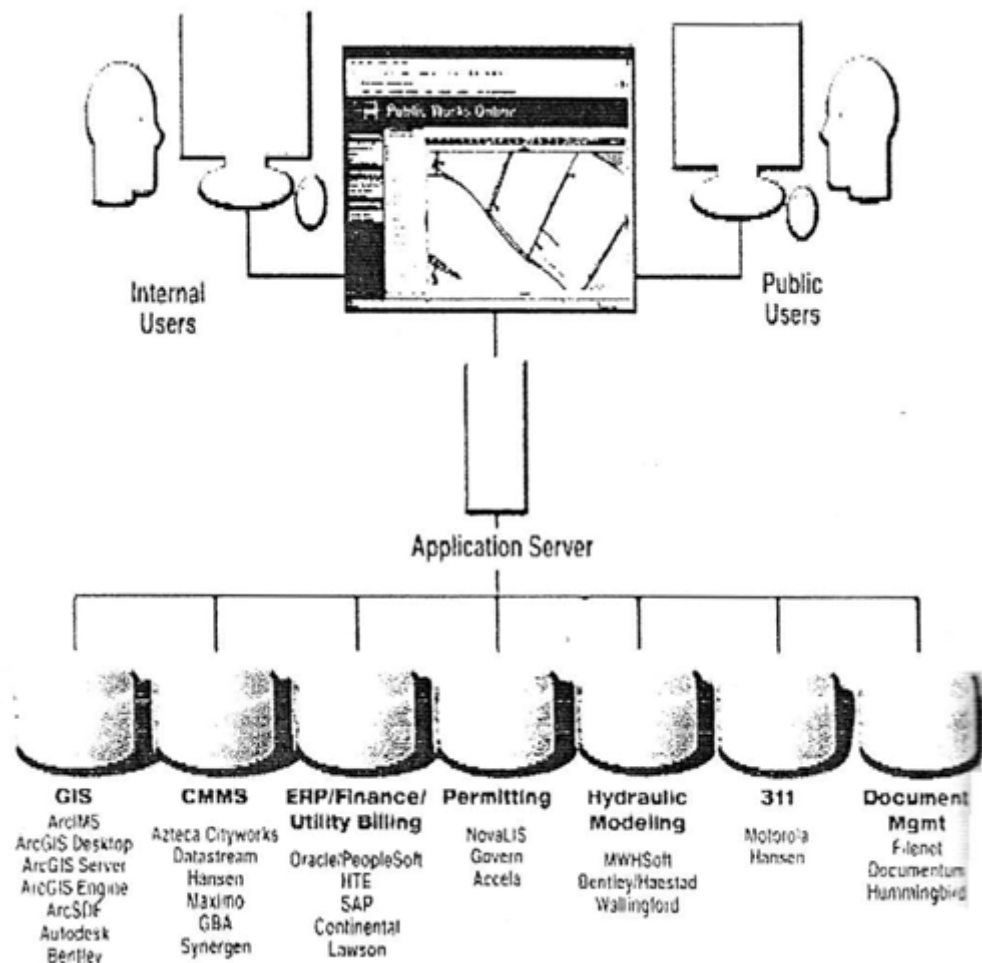 Public Works Online
Internal
Users
Public
Users
Application Server
GIS
ArcIMS
ArcGIS Desktop
ArcGIS Server
ArcGIS Engine
ArcSDE
Autodesk
Bentley
CMMS
Azteca Cityworks
Datastream
Hansen
Maximo
GBA
Synergen
ERP/Finance/
Utility Billing
Oracle/PeopleSoft
HTE
SAP
Continental
Lawson
Permitting
NovaLIS
Govern
Accela
Hydraulic
Modeling
MWHSoft
Bentley/Haestad
Wallingford
311
Motorola
Hansen
Document
Mgmt
Filenet
Documentum
Hummingbird